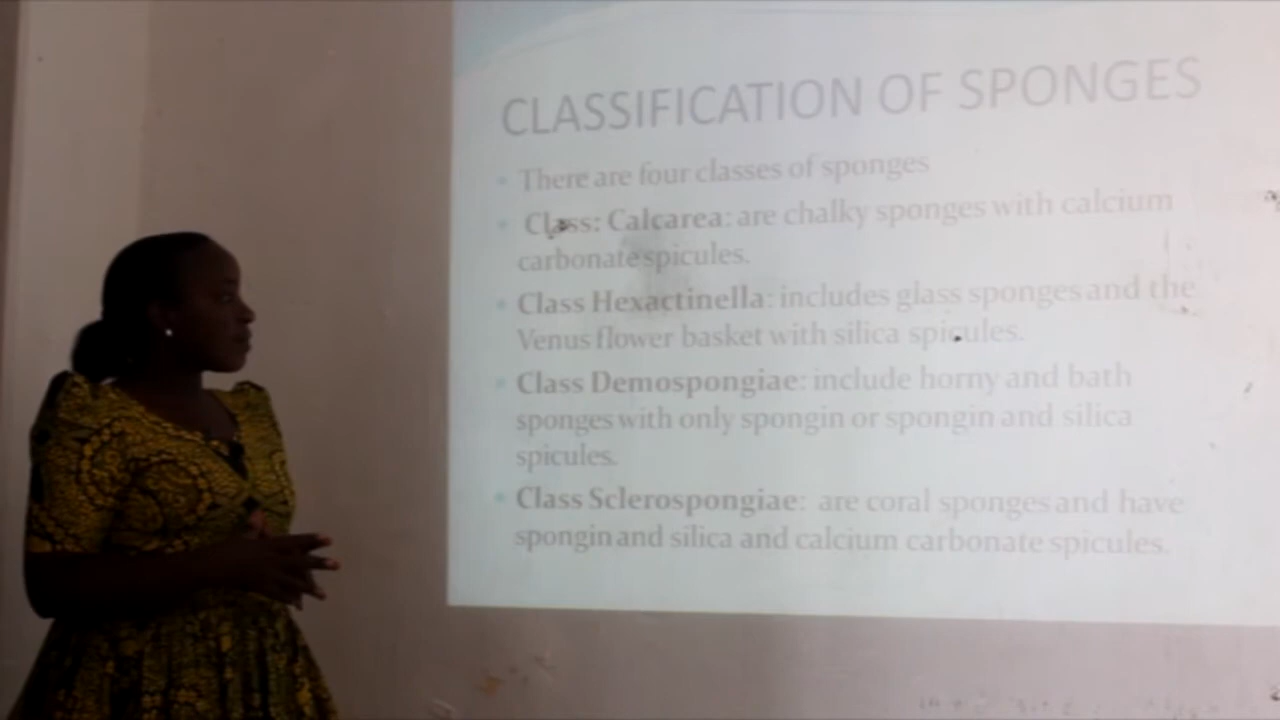 CLASSIFICATION OF SPONGES
There are four classes of sponges
Class: Calcarea: are chalky sponges with calcium
carbonate spicules.
Class Hexactinella: includes glass sponges and the
Venus flower basket with silica spicules.
Class Demospongiae: include horny and bath
sponges with only spongin or spongin and silica
spicules.
Class Sclerospongiae: are coral sponges and have
spongin and silica and calcium carbonate spicules.